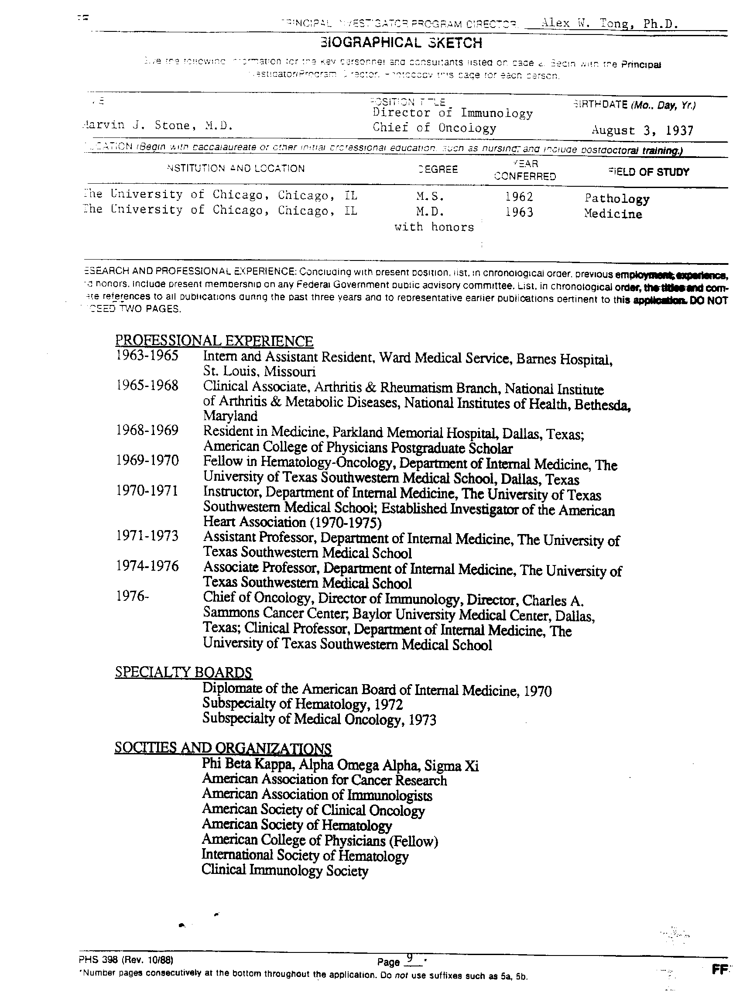 PRINCIPAL INVESTIGATOR PROGRAM DIRECTOR: Alex W. Tong, Ph.D.
BIOGRAPHICAL SKETCH
Give the following information for the key personnel and consultants listed on page 2. Begin with the Principal
Investigator/Program Director. Photocopy this page for each person.
POSITION TITLE
BIRTHDATE (Mo., Day, Yr.)
Marvin J. Stone, M.D.
Director of Immunology
Chief of Oncology
August 3, 1937
(Begin with baccalaureate or other initial professional education, such as nursing, and include postdoctoral training.)
INSTITUTION AND LOCATION DEGREE YEAR CONFERRED FIELD OF STUDY
The University of Chicago, Chicago, IL M.S. 1962 Pathology
The University of Chicago, Chicago, IL M.D. 1963 Medicine
with honors
ESEARCH AND PROFESSIONAL EXPERIENCE: Concluding with present position, list, in chronological order, previous employment, experience,
honors. Include present membership on any Federal Government public advisory committee. List, in chronological order, the titles and com-
ete references to all publications during the past three years and to representative earlier publications pertinent to this application. DO NOT
CEED TWO PAGES.
PROFESSIONAL EXPERIENCE
1963-1965 Intern and Assistant Resident, Ward Medical Service, Barnes Hospital,
St. Louis, Missouri
1965-1968 Clinical Associate, Arthritis & Rheumatism Branch, National Institute
of Arthritis & Metabolic Diseases, National Institutes of Health, Bethesda,
Maryland
1968-1969 Resident in Medicine, Parkland Memorial Hospital, Dallas, Texas;
American College of Physicians Postgraduate Scholar
1969-1970 Fellow in Hematology-Oncology, Department of Internal Medicine, The
University of Texas Southwestern Medical School, Dallas, Texas
1970-1971 Instructor, Department of Internal Medicine, The University of Texas
Southwestern Medical School; Established Investigator of the American
Heart Association (1970-1975)
1971-1973 Assistant Professor, Department of Internal Medicine, The University of
Texas Southwestern Medical School
1974-1976 Associate Professor, Department of Internal Medicine, The University of
Texas Southwestern Medical School
1976- Chief of Oncology, Director of Immunology, Director, Charles A.
Sammons Cancer Center, Baylor University Medical Center, Dallas,
Texas; Clinical Professor, Department of Internal Medicine, The
University of Texas Southwestern Medical School
SPECIALTY BOARDS
Diplomate of the American Board of Internal Medicine, 1970
Subspecialty of Hematology, 1972
Subspecialty of Medical Oncology, 1973
SOCITIES AND ORGANIZATIONS
Phi Beta Kappa, Alpha Omega Alpha, Sigma Xi
American Association for Cancer Research
American Association of Immunologists
American Society of Clinical Oncology
American Society of Hematology
American College of Physicians (Fellow)
International Society of Hematology
Clinical Immunology Society
PHS 398 (Rev. 10/88) Page 9 *
*Number pages consecutively at the bottom throughout the application. Do not use suffixes such as 5a, 5b.
FF